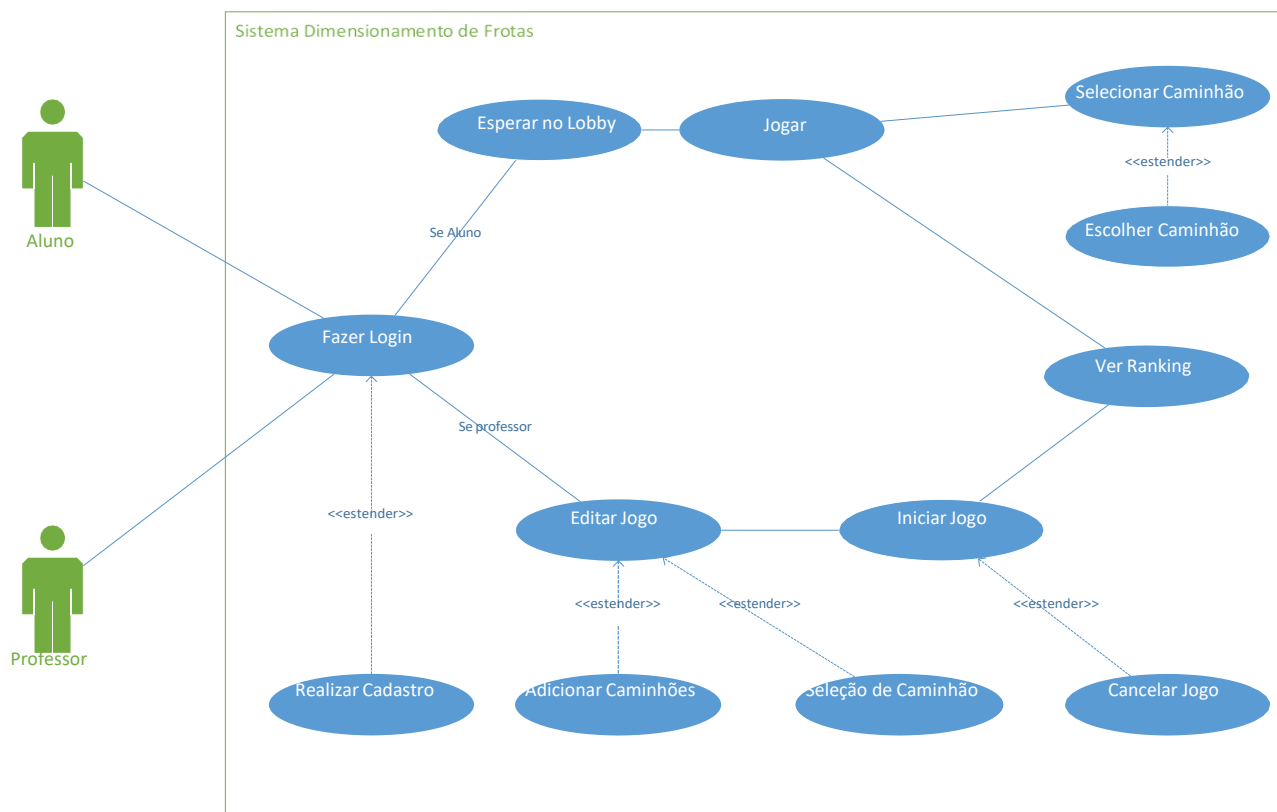 Sistema Dimensionamento de Frotas
Selecionar Caminhão
Esperar no Lobby
Jogar
<<estender>>
Escolher Caminhão
Aluno
Se Aluno
Fazer Login
Ver Ranking
Se professor
<<estender>>
Editar Jogo
Iniciar Jogo
<<estender>>
<<estender>>
<<estender>>
Professor
Realizar Cadastro
Adicionar Caminhões
Seleção de Caminhão
Cancelar Jogo